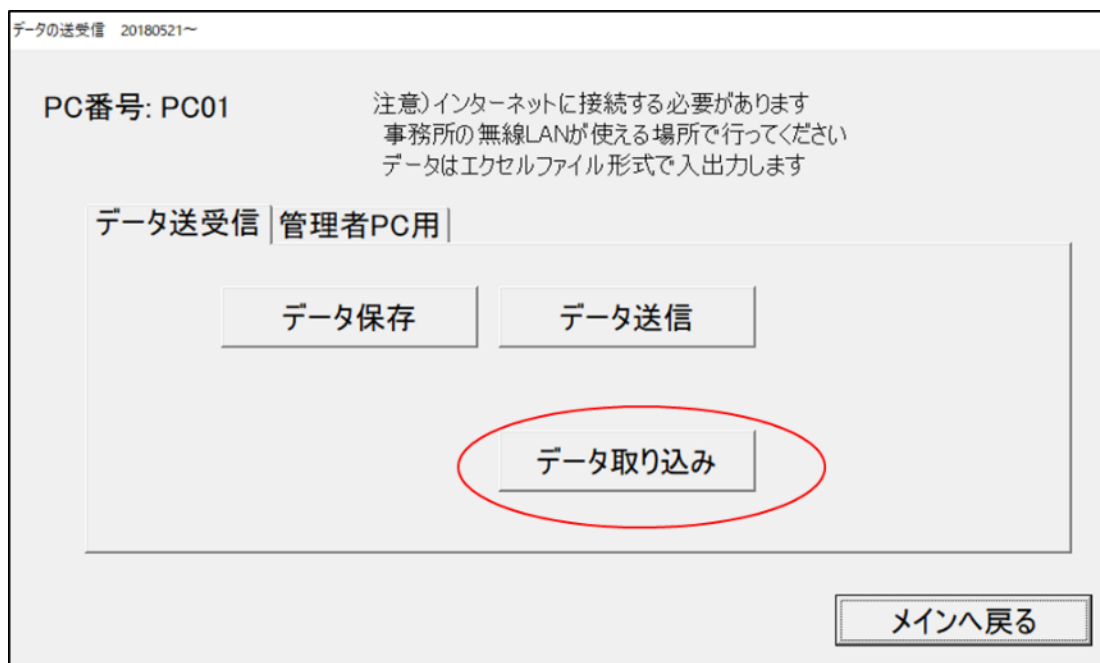 データの送受信 20180521～
PC番号: PC01
注意)インターネットに接続する必要があります
事務所の無線LANが使える場所で行ってください
データはエクセルファイル形式で入出力します
データ送受信
管理者PC用
データ保存
データ送信
データ取り込み
メインへ戻る